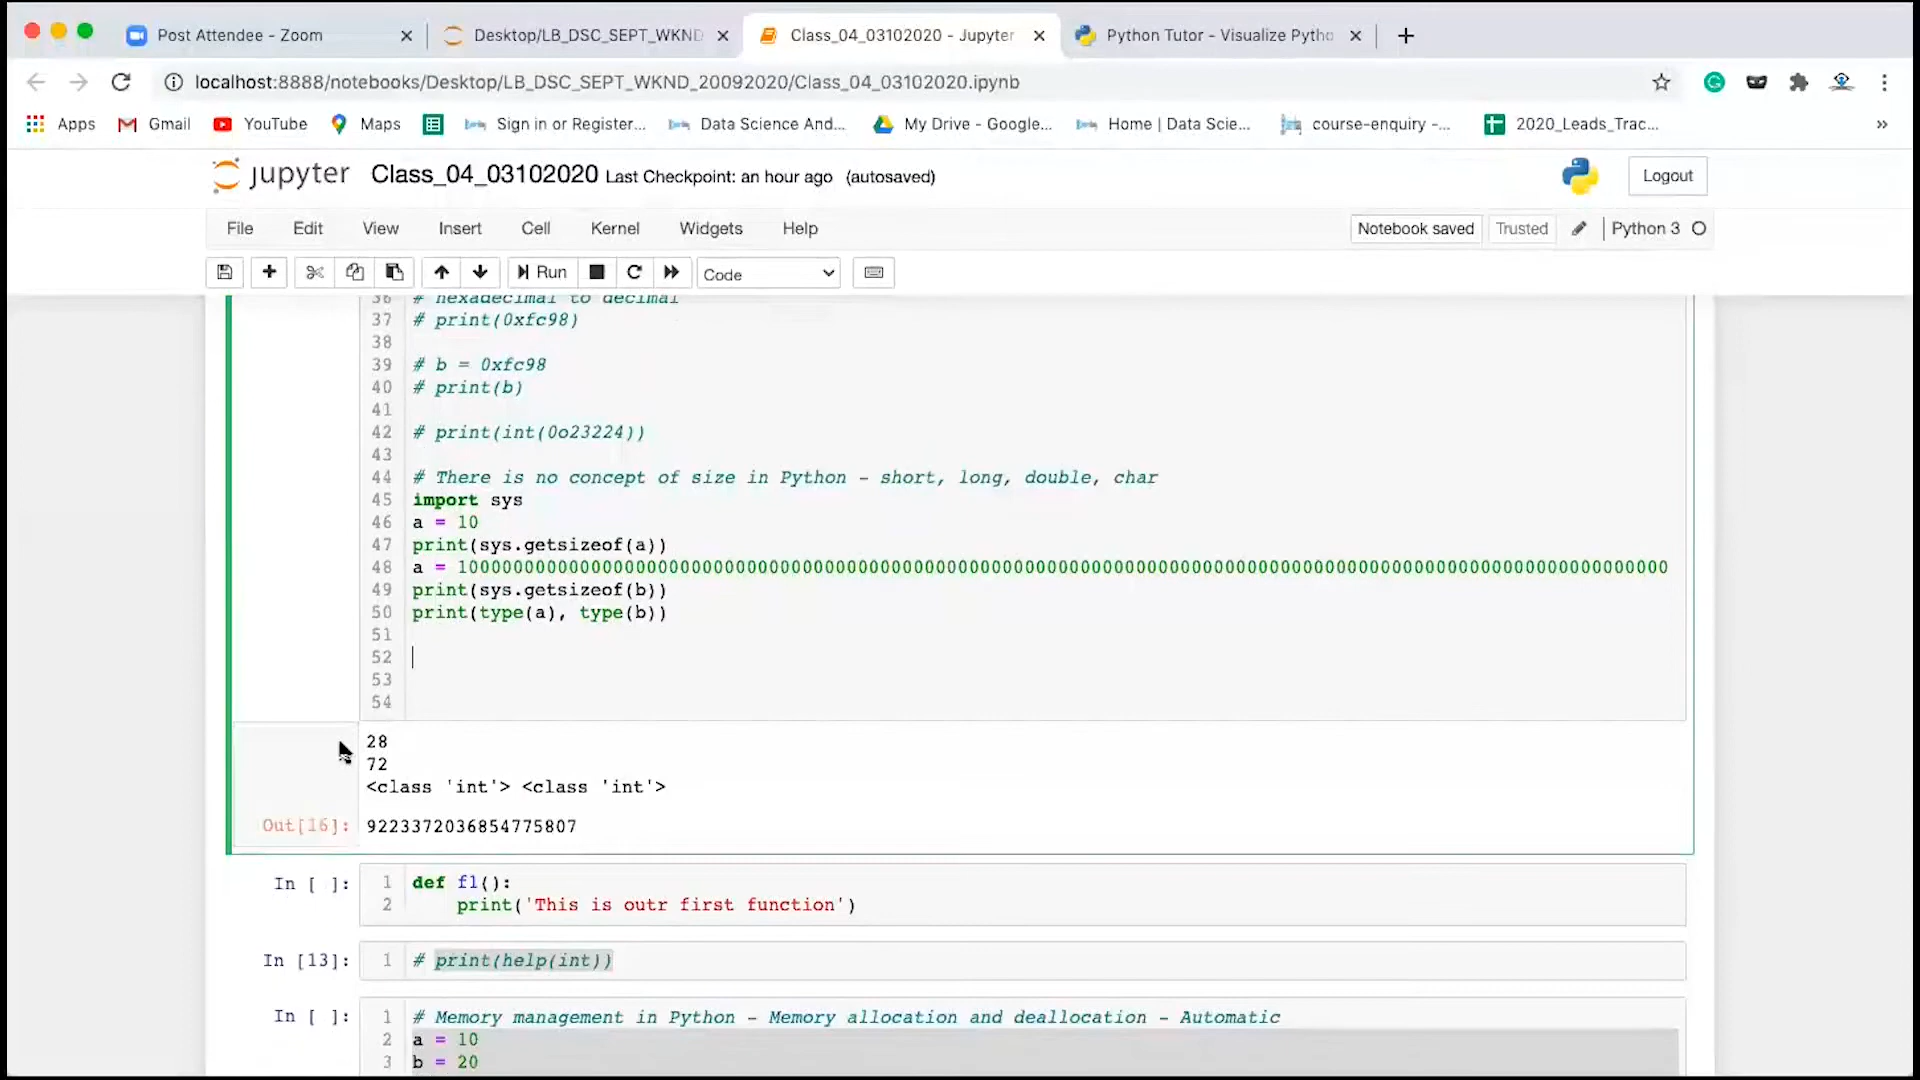 Post Attendee - Zoom
Desktop/LB_DSC_SEPT_WKND
Class_04_03102020 - Jupyter
Python Tutor - Visualize Pytho
localhost:8888/notebooks/Desktop/LB_DSC_SEPT_WKND_20092020/Class_04_03102020.ipynb
Apps Gmail YouTube Maps Sign in or Register... Data Science And... My Drive - Google... Home | Data Scie... course-enquiry -... 2020_Leads_Trac... »
jupyter Class_04_03102020 Last Checkpoint: an hour ago (autosaved) Logout
File Edit View Insert Cell Kernel Widgets Help Notebook saved Trusted Python 3
Run Code
36 # hexadecimal to decimal
37 # print(0xfc98)
38
39 # b = 0xfc98
40 # print(b)
41
42 # print(int(0o23224))
43
44 # There is no concept of size in Python - short, long, double, char
45 import sys
46 a = 10
47 print(sys.getsizeof(a))
48 a = 10000000000000000000000000000000000000000000000000000000000000000000000000000000000000000000000000000000000000
49 print(sys.getsizeof(b))
50 print(type(a), type(b))
51
52
53
54
28
72
<class 'int'> <class 'int'>
Out[16]: 9223372036854775807
In [ ]: 1 def f1():
2 print('This is outr first function')
In [13]: 1 # print(help(int))
In [ ]: 1 # Memory management in Python - Memory allocation and deallocation - Automatic
2 a = 10
3 b = 20